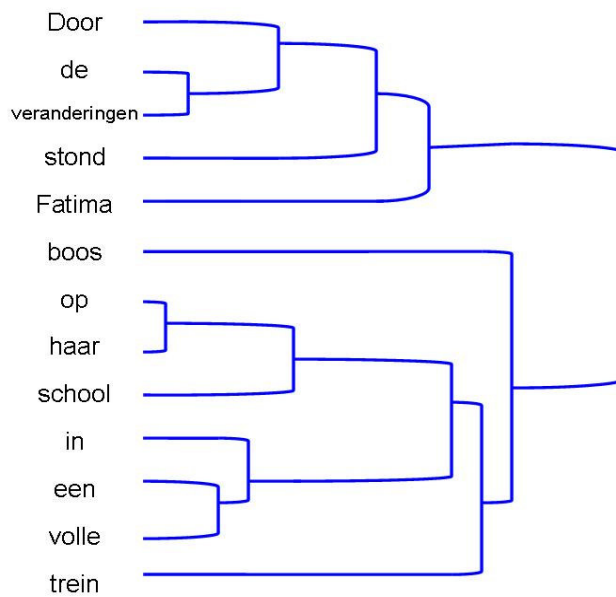 Door
de
veranderingen
stond
Fatima
boos
op
haar
school
in
een
volle
trein